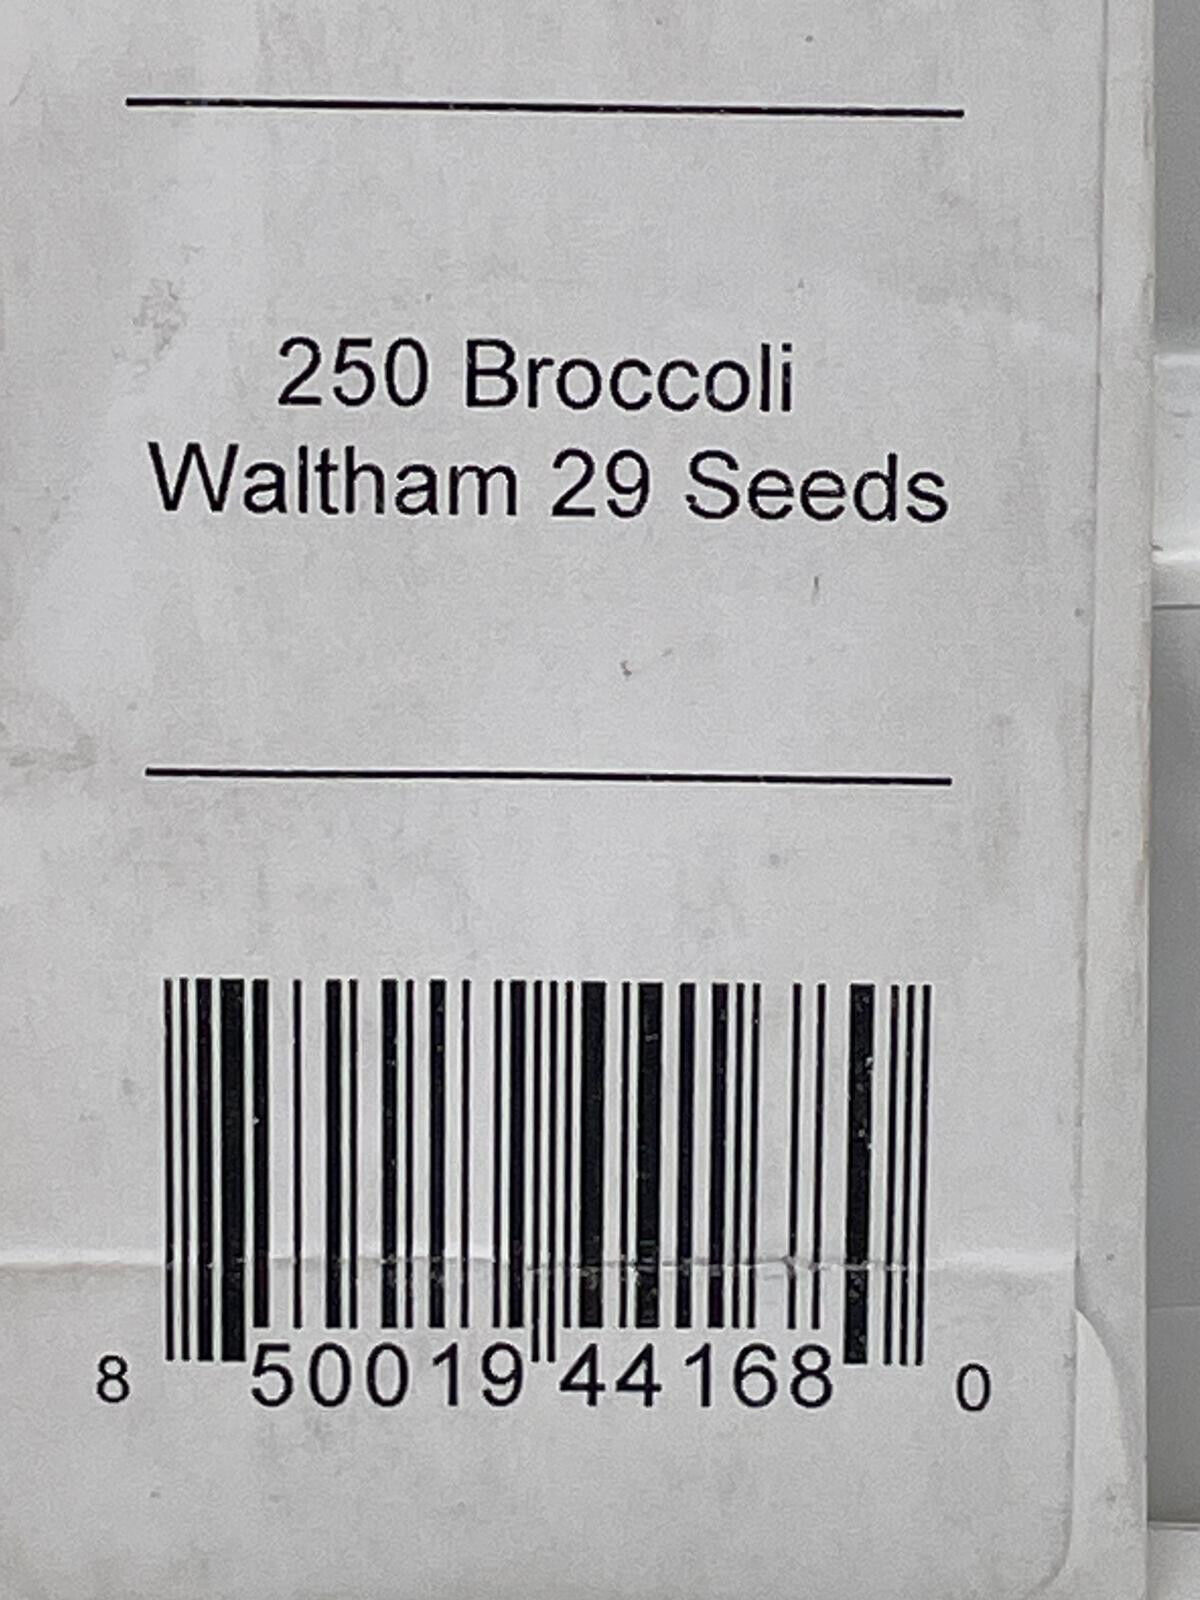 250 Broccoli
Waltham 29 Seeds
8 50019 44168 0